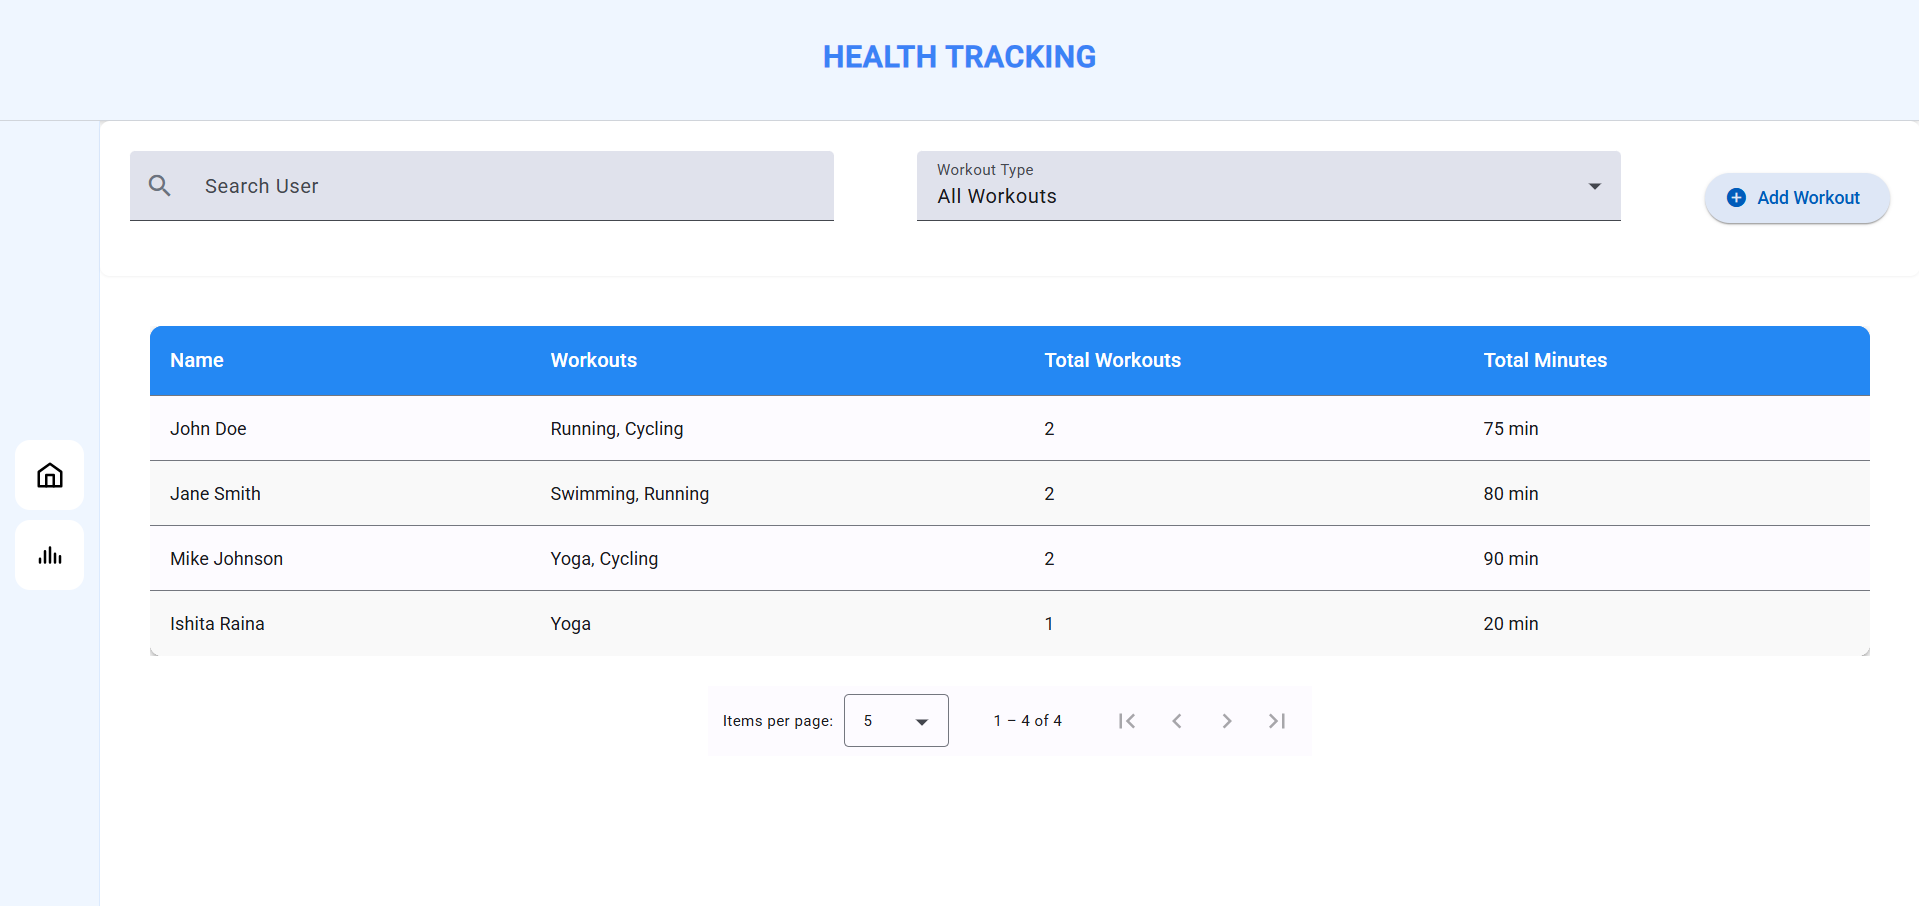 HEALTH TRACKING
Search User
Workout Type
All Workouts
Add Workout
Name Workouts Total Workouts Total Minutes
John Doe Running, Cycling 2 75 min
Jane Smith Swimming, Running 2 80 min
Mike Johnson Yoga, Cycling 2 90 min
Ishita Raina Yoga 1 20 min
Items per page: 5 1 – 4 of 4